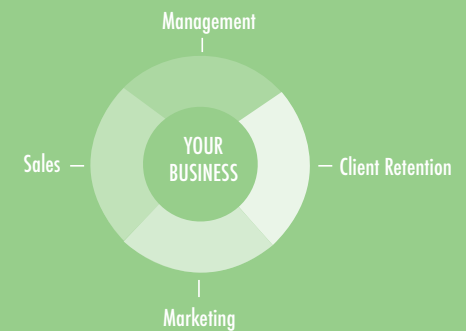 Management
YOUR
BUSINESS
Sales
Client Retention
Marketing